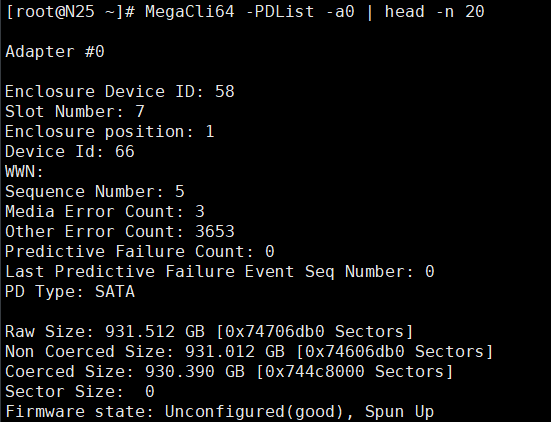 [root@N25 ~]# MegaCli64 -PDList -a0 | head -n 20
Adapter #0
Enclosure Device ID: 58
Slot Number: 7
Enclosure position: 1
Device Id: 66
WWN:
Sequence Number: 5
Media Error Count: 3
Other Error Count: 3653
Predictive Failure Count: 0
Last Predictive Failure Event Seq Number: 0
PD Type: SATA
Raw Size: 931.512 GB [0x74706db0 Sectors]
Non Coerced Size: 931.012 GB [0x74606db0 Sectors]
Coerced Size: 930.390 GB [0x744c8000 Sectors]
Sector Size:  0
Firmware state: Unconfigured(good), Spun Up